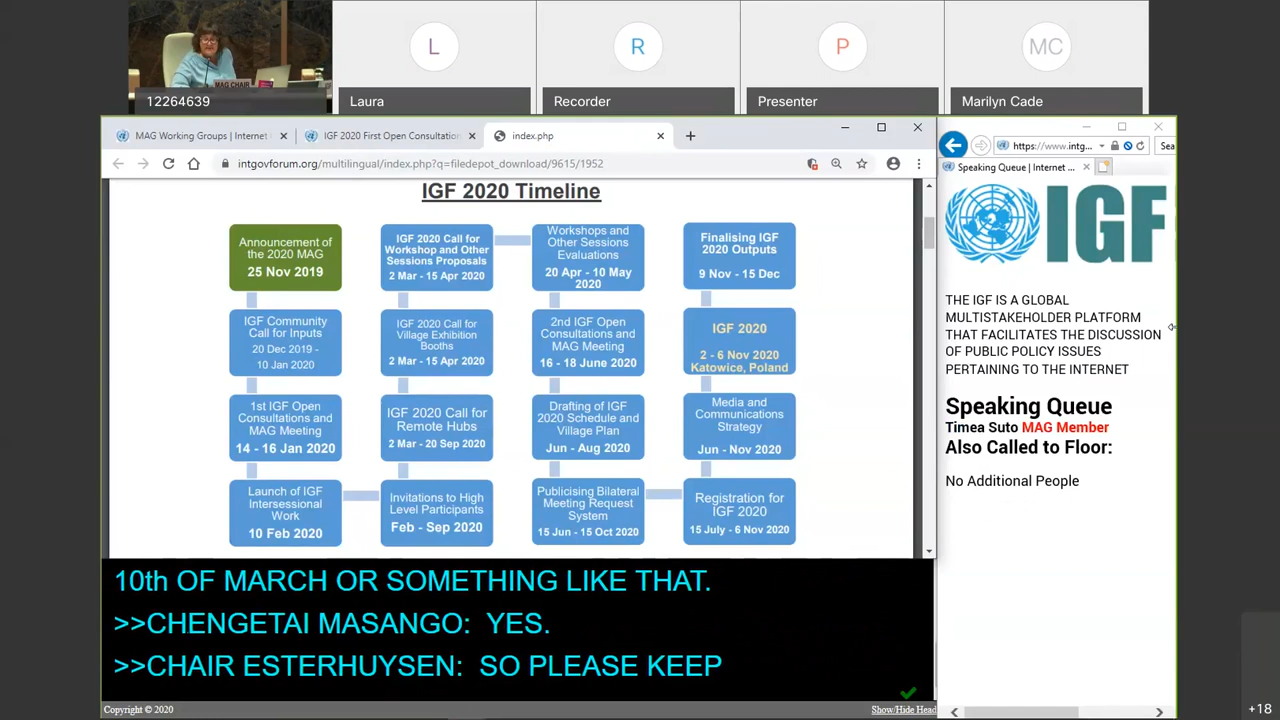 L
R
P
MC
MAG CHAIR
12264639
Laura
Recorder
Presenter
Marilyn Cade
MAG Working Groups | Internet
IGF 2020 First Open Consultation
index.php
intgovforum.org/multilingual/index.php?q=filedepot_download/9615/1952
IGF 2020 Timeline
Announcement of
the 2020 MAG
25 Nov 2019
IGF Community
Call for Inputs
20 Dec 2019 -
10 Jan 2020
1st IGF Open
Consultations and
MAG Meeting
14 - 16 Jan 2020
Launch of IGF
Intersessional
Work
10 Feb 2020
IGF 2020 Call for
Workshop and Other
Sessions Proposals
2 Mar - 15 Apr 2020
IGF 2020 Call for
Village Exhibition
Booths
2 Mar - 15 Apr 2020
IGF 2020 Call for
Remote Hubs
2 Mar - 20 Sep 2020
Invitations to High
Level Participants
Feb - Sep 2020
Workshops and
Other Sessions
Evaluations
20 Apr - 10 May
2020
2nd IGF Open
Consultations and
MAG Meeting
16 - 18 June 2020
Drafting of IGF
2020 Schedule and
Village Plan
Jun - Aug 2020
Publicising Bilateral
Meeting Request
System
15 Jun - 15 Oct 2020
Finalising IGF
2020 Outputs
9 Nov - 15 Dec
IGF 2020
2 - 6 Nov 2020
Katowice, Poland
Media and
Communications
Strategy
Jun - Nov 2020
Registration for
IGF 2020
15 July - 6 Nov 2020
https://www.intg...
Sea
Speaking Queue | Internet ...
IGF
THE IGF IS A GLOBAL
MULTISTAKEHOLDER PLATFORM
THAT FACILITATES THE DISCUSSION
OF PUBLIC POLICY ISSUES
PERTAINING TO THE INTERNET
Speaking Queue
Timea Suto MAG Member
Also Called to Floor:
No Additional People
10th OF MARCH OR SOMETHING LIKE THAT.
>>CHENGETAI MASANGO:  YES.
>>CHAIR ESTERHUYSEN:  SO PLEASE KEEP
Copyright © 2020
Show/Hide Head
+18